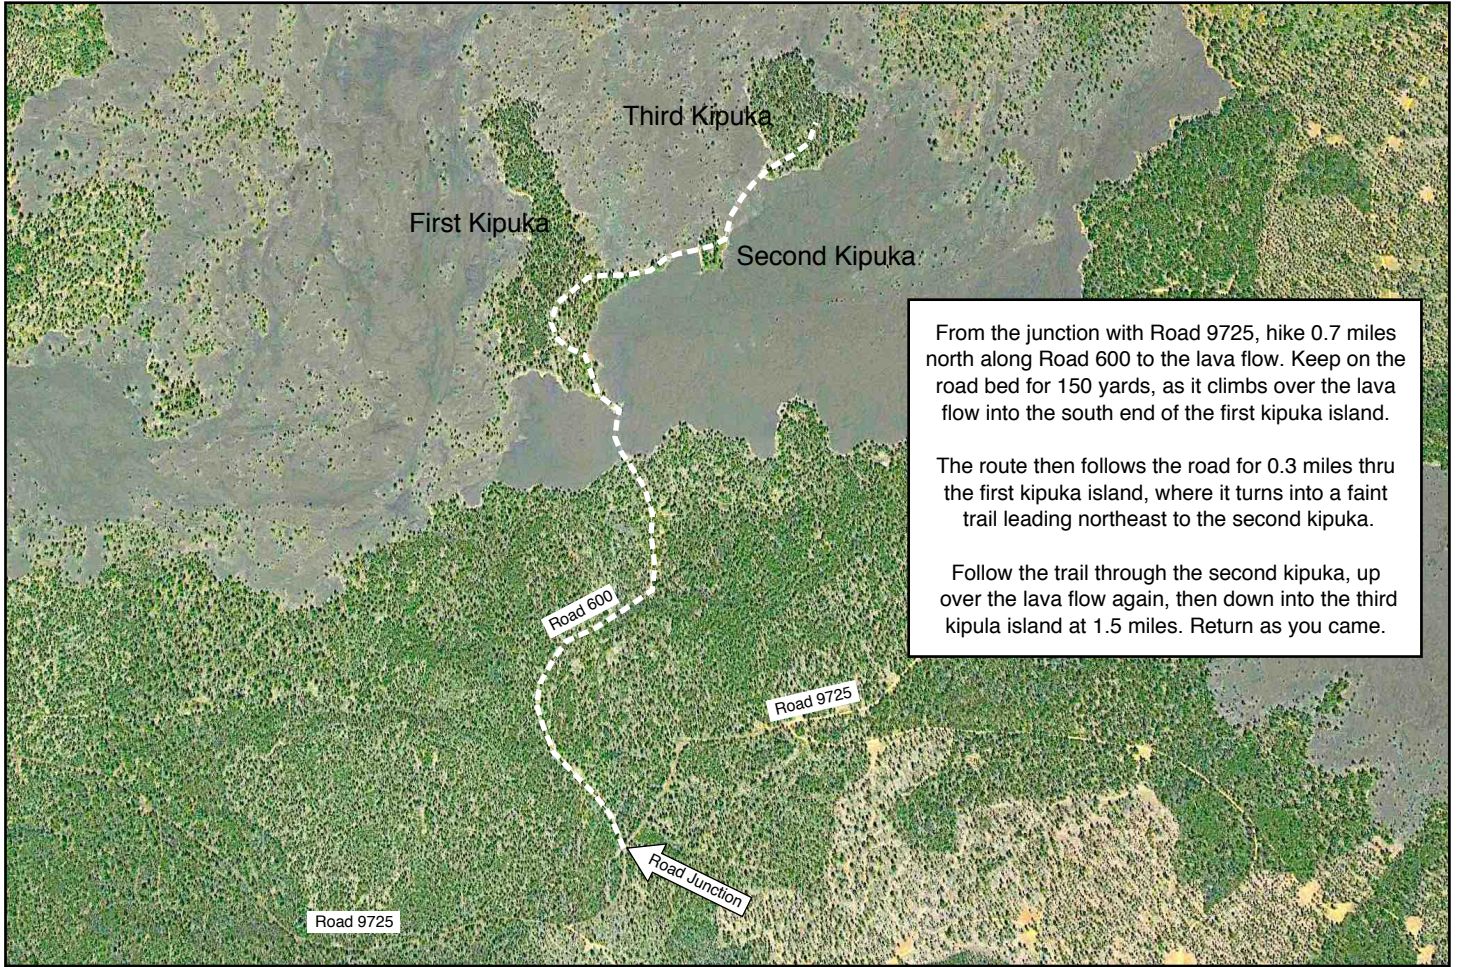 Third Kipuka
First Kipuka
Second Kipuka
From the junction with Road 9725, hike 0.7 miles
north along Road 600 to the lava flow. Keep on the
road bed for 150 yards, as it climbs over the lava
flow into the south end of the first kipuka island.
The route then follows the road for 0.3 miles thru
the first kipuka island, where it turns into a faint
trail leading northeast to the second kipuka.
Follow the trail through the second kipuka, up
over the lava flow again, then down into the third
kipula island at 1.5 miles. Return as you came.
Road 600
Road 9725
Road Junction
Road 9725